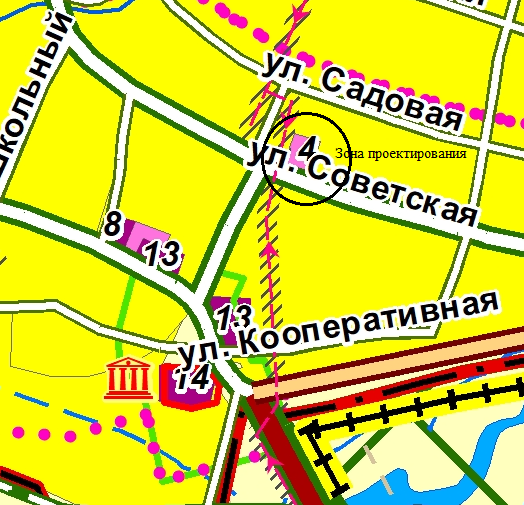 школьный
ул. Садовая
4
Зона проектирования
ул. Советская
8
13
13
ул. Кооперативная
14